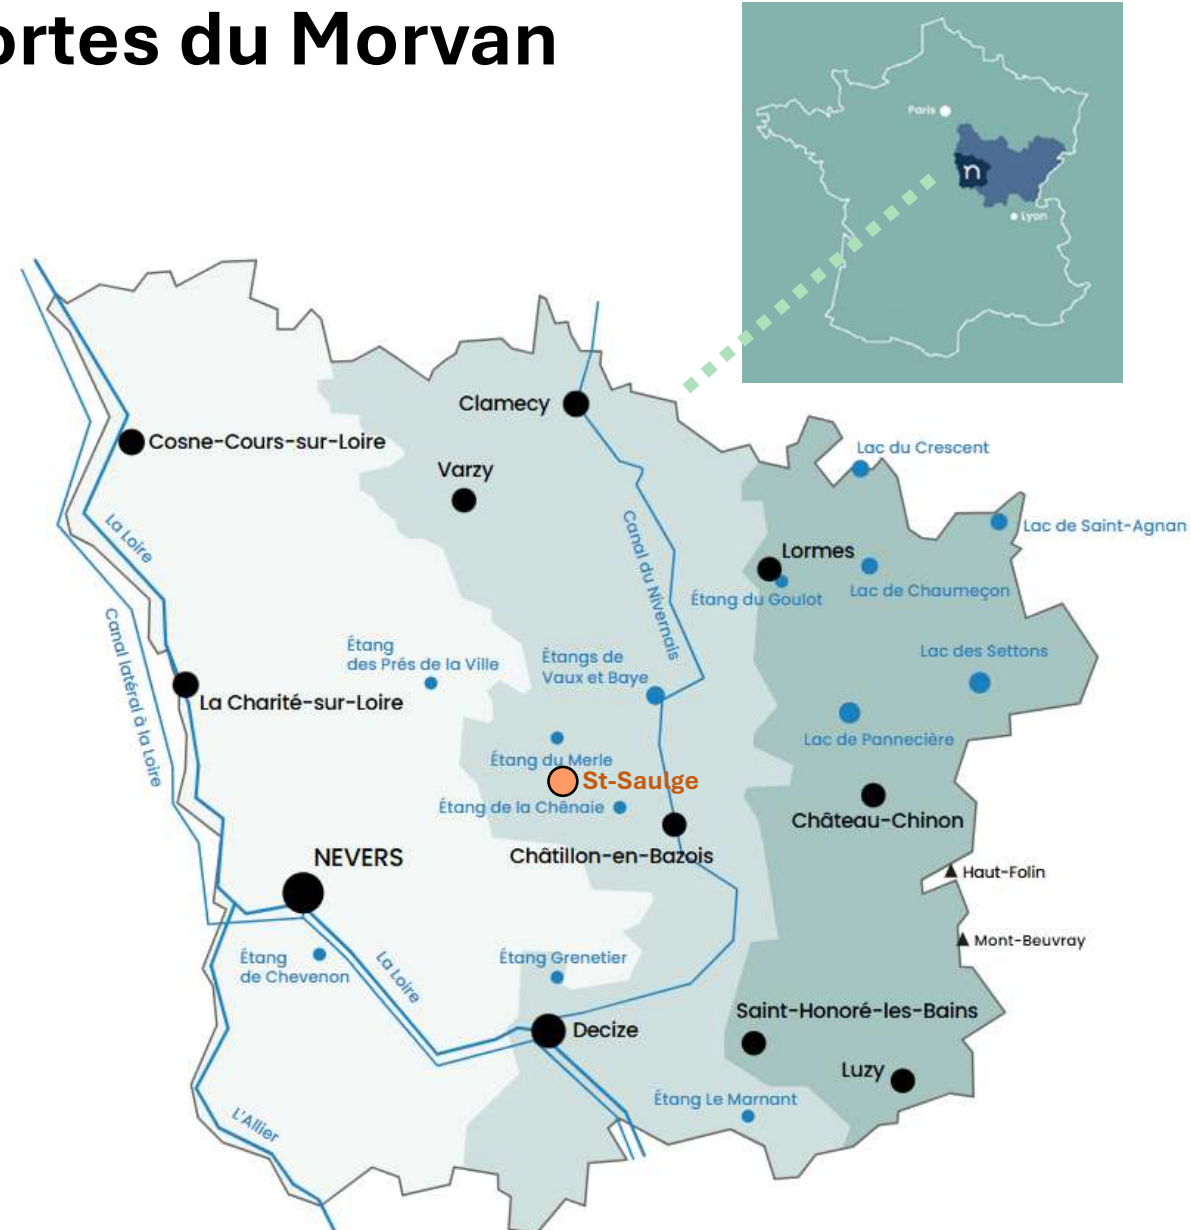 ortes du Morvan
Paris
n
Lyon
Clamecy
Cosne-Cours-sur-Loire
Varzy
Lac du Crescent
Lac de Saint-Agnan
La Loire
Canal du Nivernais
Lormes
Étang du Goulot
Lac de Chaumeçon
Canal latéral à la Loire
Étang
des Prés de la Ville
Étangs de
Vaux et Baye
Lac des Settons
La Charité-sur-Loire
Lac de Pannecière
Étang du Merle
St-Saulge
Étang de la Chênaie
Château-Chinon
NEVERS
Châtillon-en-Bazois
Haut-Folin
Mont-Beuvray
Étang
de Chevenon
La Loire
Étang Grenetier
Saint-Honoré-les-Bains
Decize
Luzy
Étang Le Marnant
L'Allier